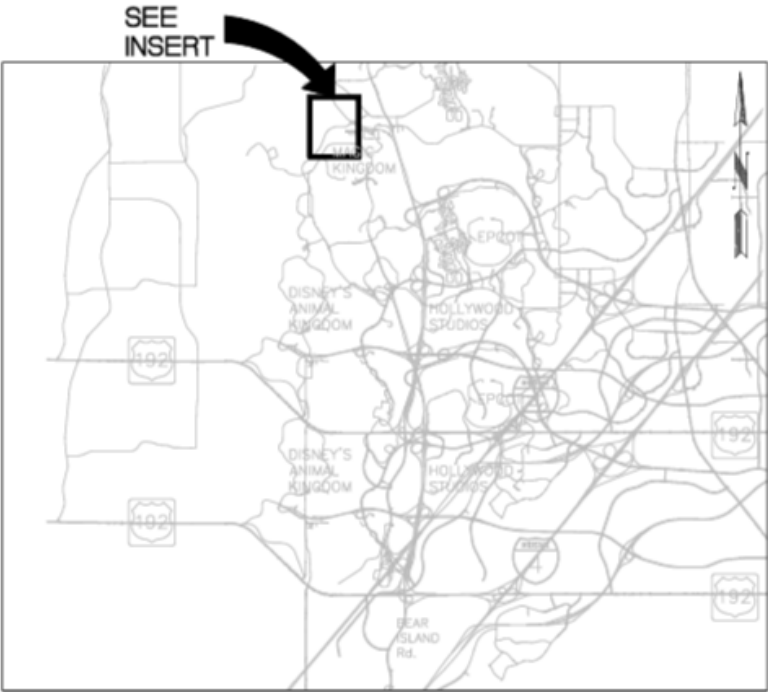 SEE
INSERT
MAGIC
KINGDOM
N
EPCOT
DISNEY'S
ANIMAL
KINGDOM
HOLLYWOOD
STUDIOS
192
EPCOT
192
DISNEY'S
ANIMAL
KINGDOM
HOLLYWOOD
STUDIOS
192
4
192
BEAR
ISLAND
Rd.